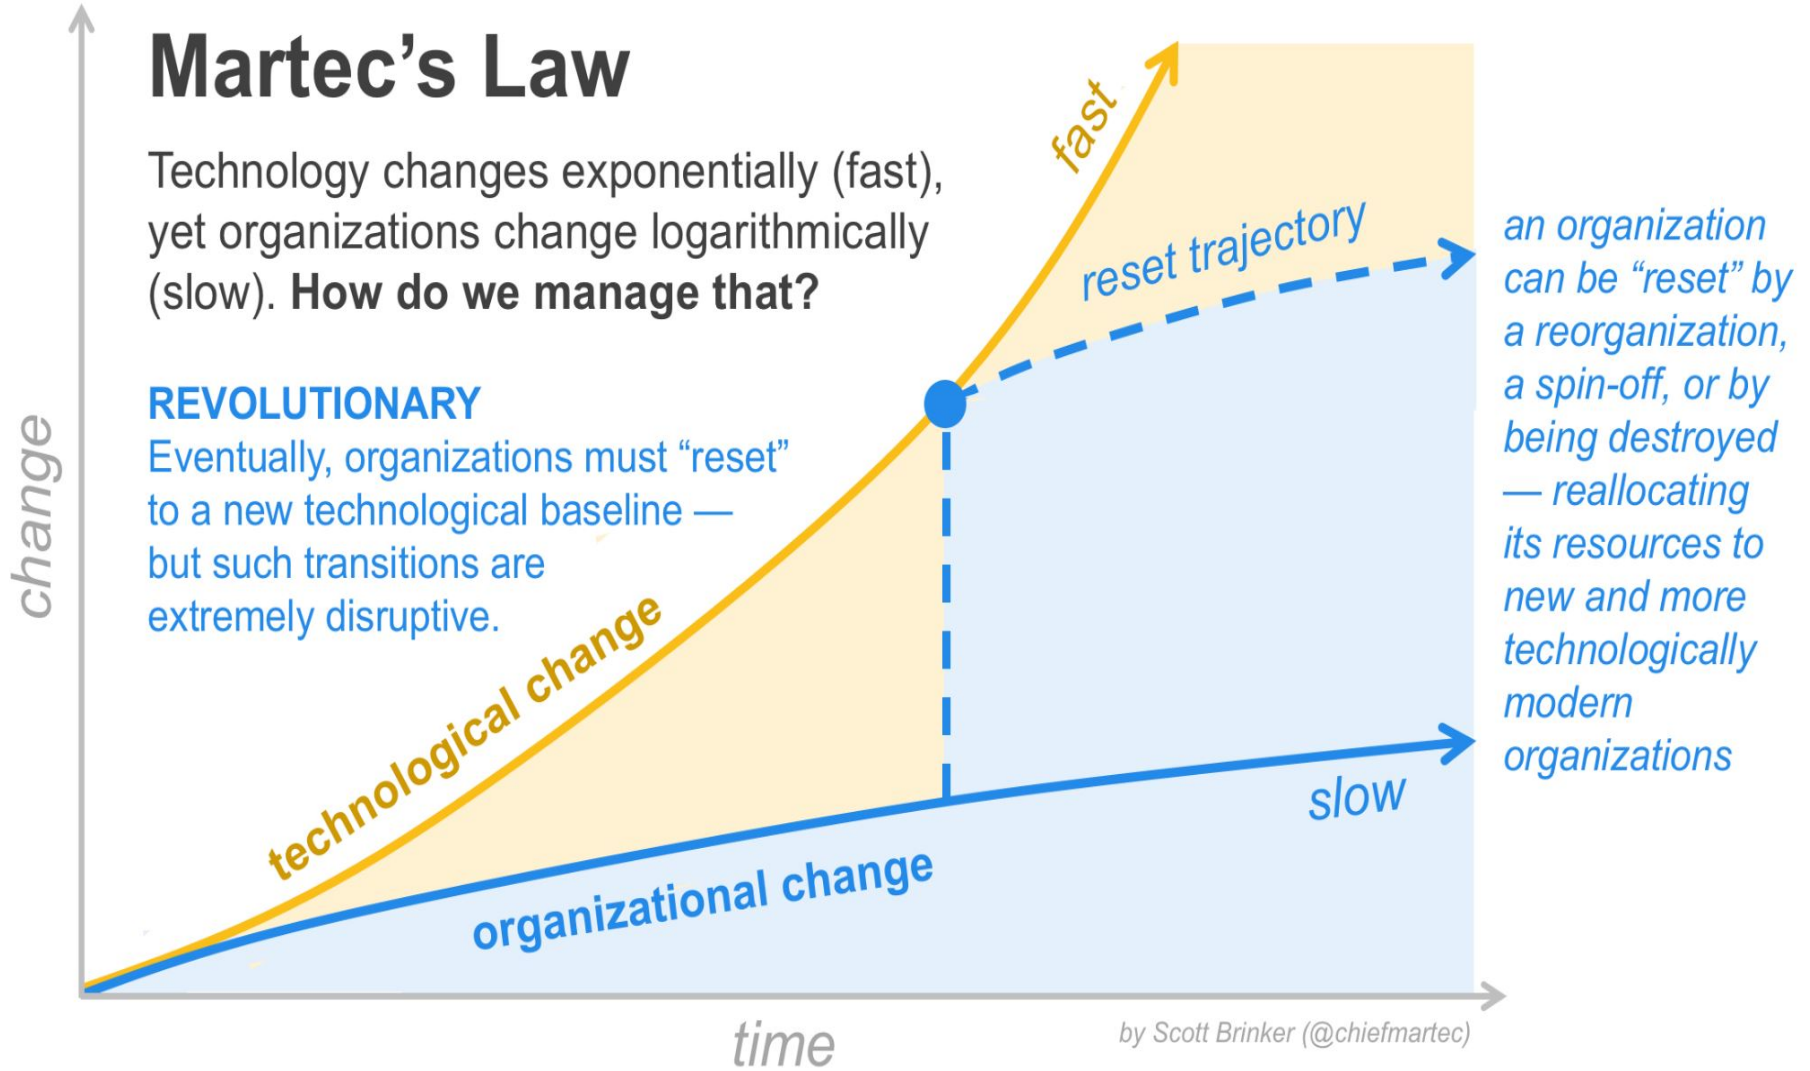 Martec’s Law
Technology changes exponentially (fast),
yet organizations change logarithmically
(slow). How do we manage that?
REVOLUTIONARY
Eventually, organizations must “reset”
to a new technological baseline —
but such transitions are
extremely disruptive.
change
technological change
fast
reset trajectory
organizational change
slow
an organization
can be “reset” by
a reorganization,
a spin-off, or by
being destroyed
— reallocating
its resources to
new and more
technologically
modern
organizations
time
by Scott Brinker (@chiefmartec)